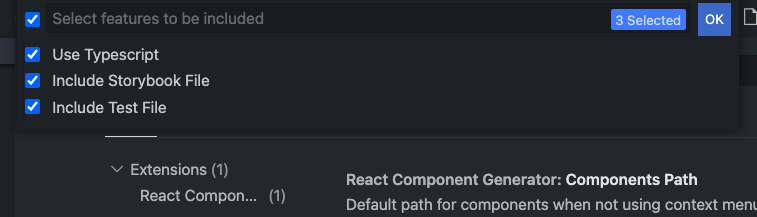 Select features to be included
3 Selected
OK
Use Typescript
Include Storybook File
Include Test File
Extensions (1)
React Compon... (1)
React Component Generator: Components Path
Default path for components when not using context menu